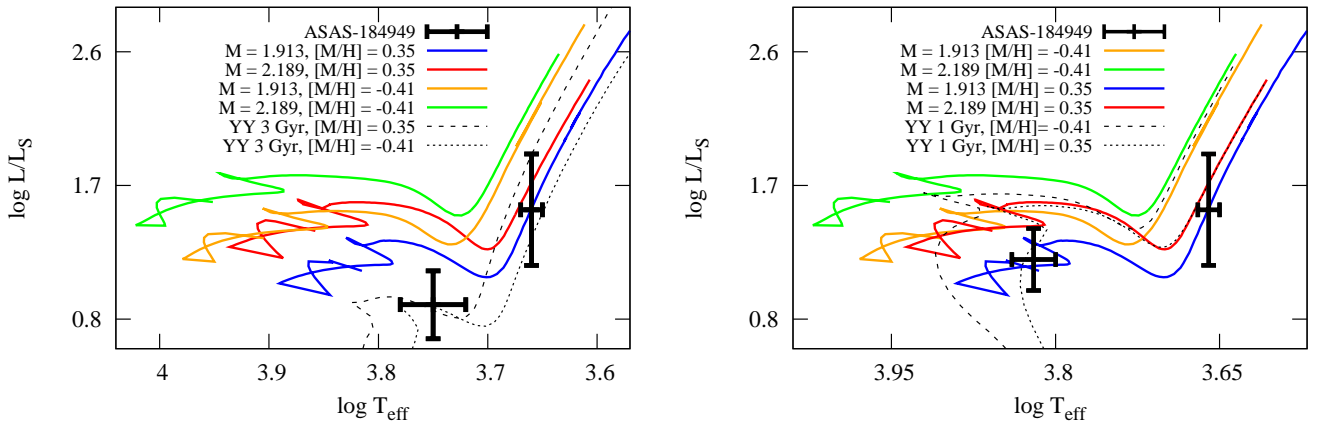 ASAS-184949
M = 1.913, [M/H] = 0.35
M = 2.189, [M/H] = 0.35
M = 1.913, [M/H] = -0.41
M = 2.189, [M/H] = -0.41
YY 3 Gyr, [M/H] = 0.35
YY 3 Gyr, [M/H] = -0.41
2.6
1.7
0.8
log L/L_S
4 3.9 3.8 3.7 3.6
log T_eff
ASAS-184949
M = 1.913 [M/H] = -0.41
M = 2.189 [M/H] = -0.41
M = 1.913 [M/H] = 0.35
M = 2.189 [M/H] = 0.35
YY 1 Gyr, [M/H]= -0.41
YY 1 Gyr, [M/H] = 0.35
2.6
1.7
0.8
log L/L_S
3.95 3.8 3.65
log T_eff